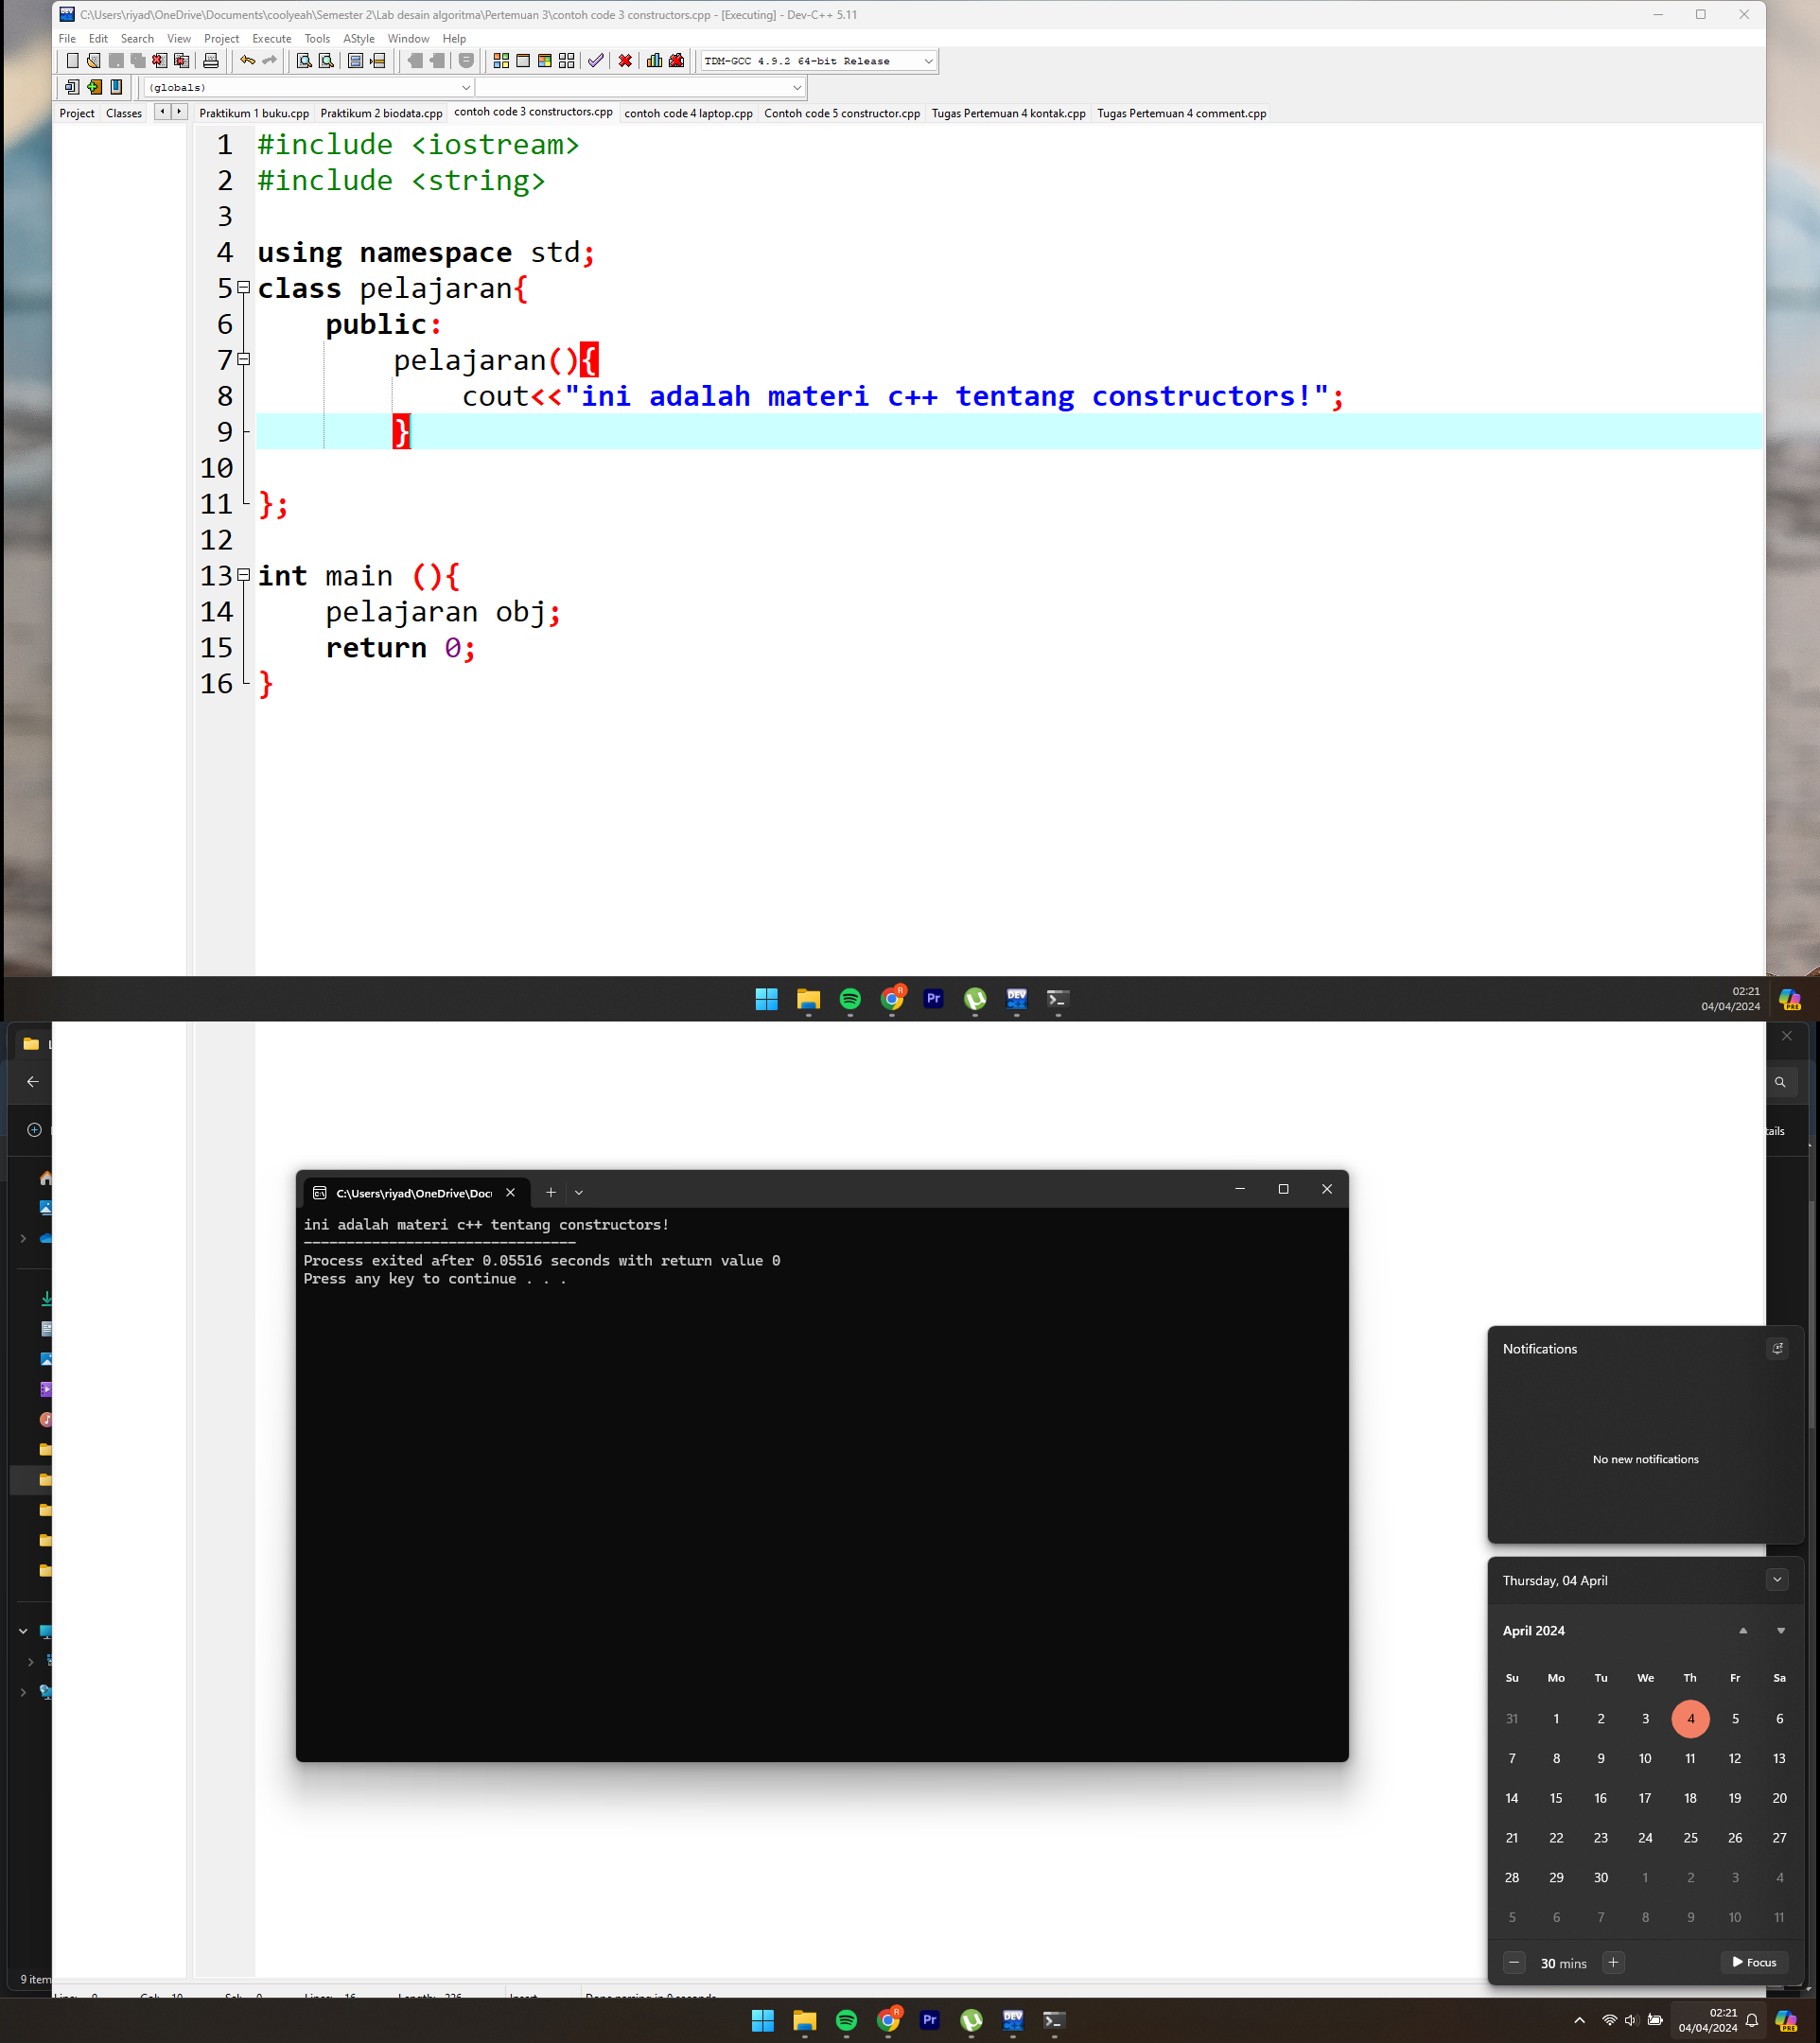 C:\Users\riyad\OneDrive\Documents\coolyeah\Semester 2\Lab desain algoritma\Pertemuan 3\contoh code 3 constructors.cpp - [Executing] - Dev-C++ 5.11
File Edit Search View Project Execute Tools AStyle Window Help
TDM-GCC 4.9.2 64-bit Release
(globals)
Project Classes Praktikum 1 buku.cpp Praktikum 2 biodata.cpp contoh code 3 constructors.cpp contoh code 4 laptop.cpp Contoh code 5 constructor.cpp Tugas Pertemuan 4 kontak.cpp Tugas Pertemuan 4 comment.cpp
1 #include <iostream>
2 #include <string>
3
4 using namespace std;
5 class pelajaran{
6 public:
7 pelajaran(){
8 cout<<"ini adalah materi c++ tentang constructors!";
9 }
10
11 };
12
13 int main (){
14 pelajaran obj;
15 return 0;
16 }
02:21
04/04/2024
C:\Users\riyad\OneDrive\Doc
ini adalah materi c++ tentang constructors!
--------------------------------
Process exited after 0.05516 seconds with return value 0
Press any key to continue . . .
Notifications
No new notifications
Thursday, 04 April
April 2024
Su Mo Tu We Th Fr Sa
31 1 2 3 4 5 6
7 8 9 10 11 12 13
14 15 16 17 18 19 20
21 22 23 24 25 26 27
28 29 30 1 2 3 4
5 6 7 8 9 10 11
30 mins Focus
9 item
02:21
04/04/2024